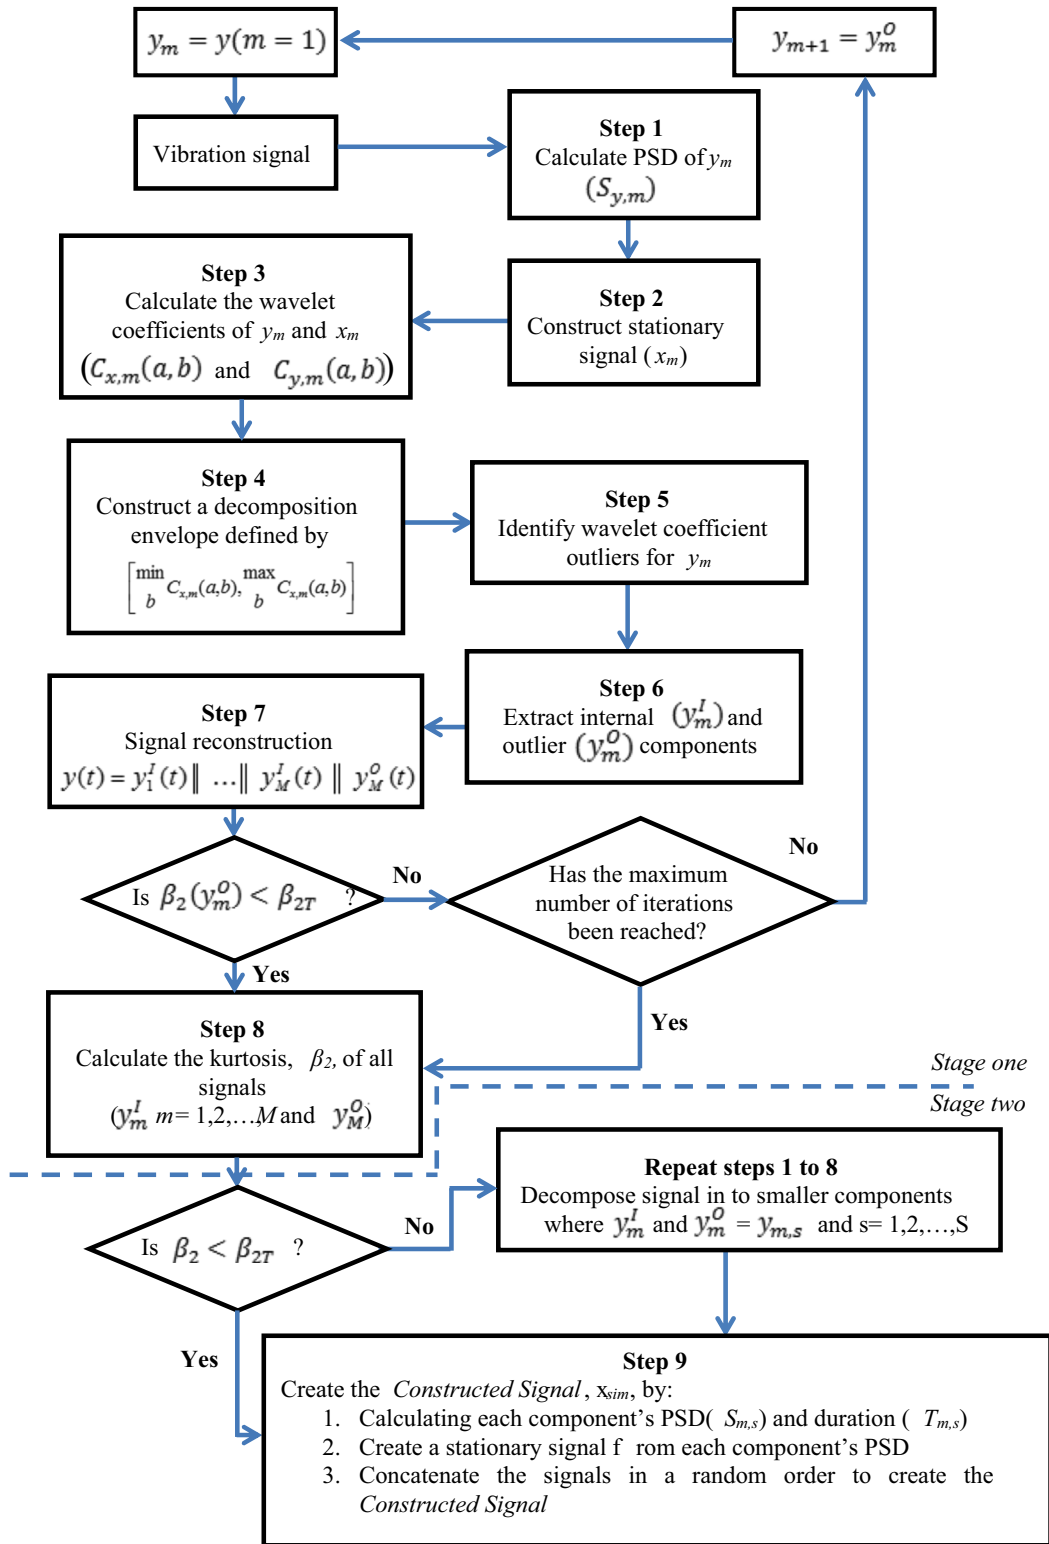 y_m = y(m = 1)
y_{m+1} = y_m^O
Vibration signal
Step 1
Calculate PSD of y_m
(S_{y,m})
Step 2
Construct stationary
signal (x_m)
Step 3
Calculate the wavelet
coefficients of y_m and x_m
(C_{x,m}(a, b) and C_{y,m}(a, b))
Step 4
Construct a decomposition
envelope defined by
[min_b C_{x,m}(a,b), max_b C_{x,m}(a,b)]
Step 5
Identify wavelet coefficient
outliers for y_m
Step 6
Extract internal (y_m^I) and
outlier (y_m^O) components
Step 7
Signal reconstruction
y(t) = y_1^I(t) ‖ …‖ y_M^I(t) ‖ y_M^O(t)
Is β_2(y_m^O) < β_{2T} ?
No
Has the maximum
number of iterations
been reached?
No
Yes
Yes
Step 8
Calculate the kurtosis, β_2, of all
signals
(y_m^I m= 1,2,…,M and y_M^O)
Stage one
Stage two
Is β_2 < β_{2T} ?
No
Yes
Repeat steps 1 to 8
Decompose signal in to smaller components
where y_m^I and y_m^O = y_{m,s} and s= 1,2,…,S
Step 9
Create the Constructed Signal, x_{sim}, by:
1. Calculating each component's PSD( S_{m,s}) and duration ( T_{m,s})
2. Create a stationary signal f rom each component's PSD
3. Concatenate the signals in a random order to create the
Constructed Signal